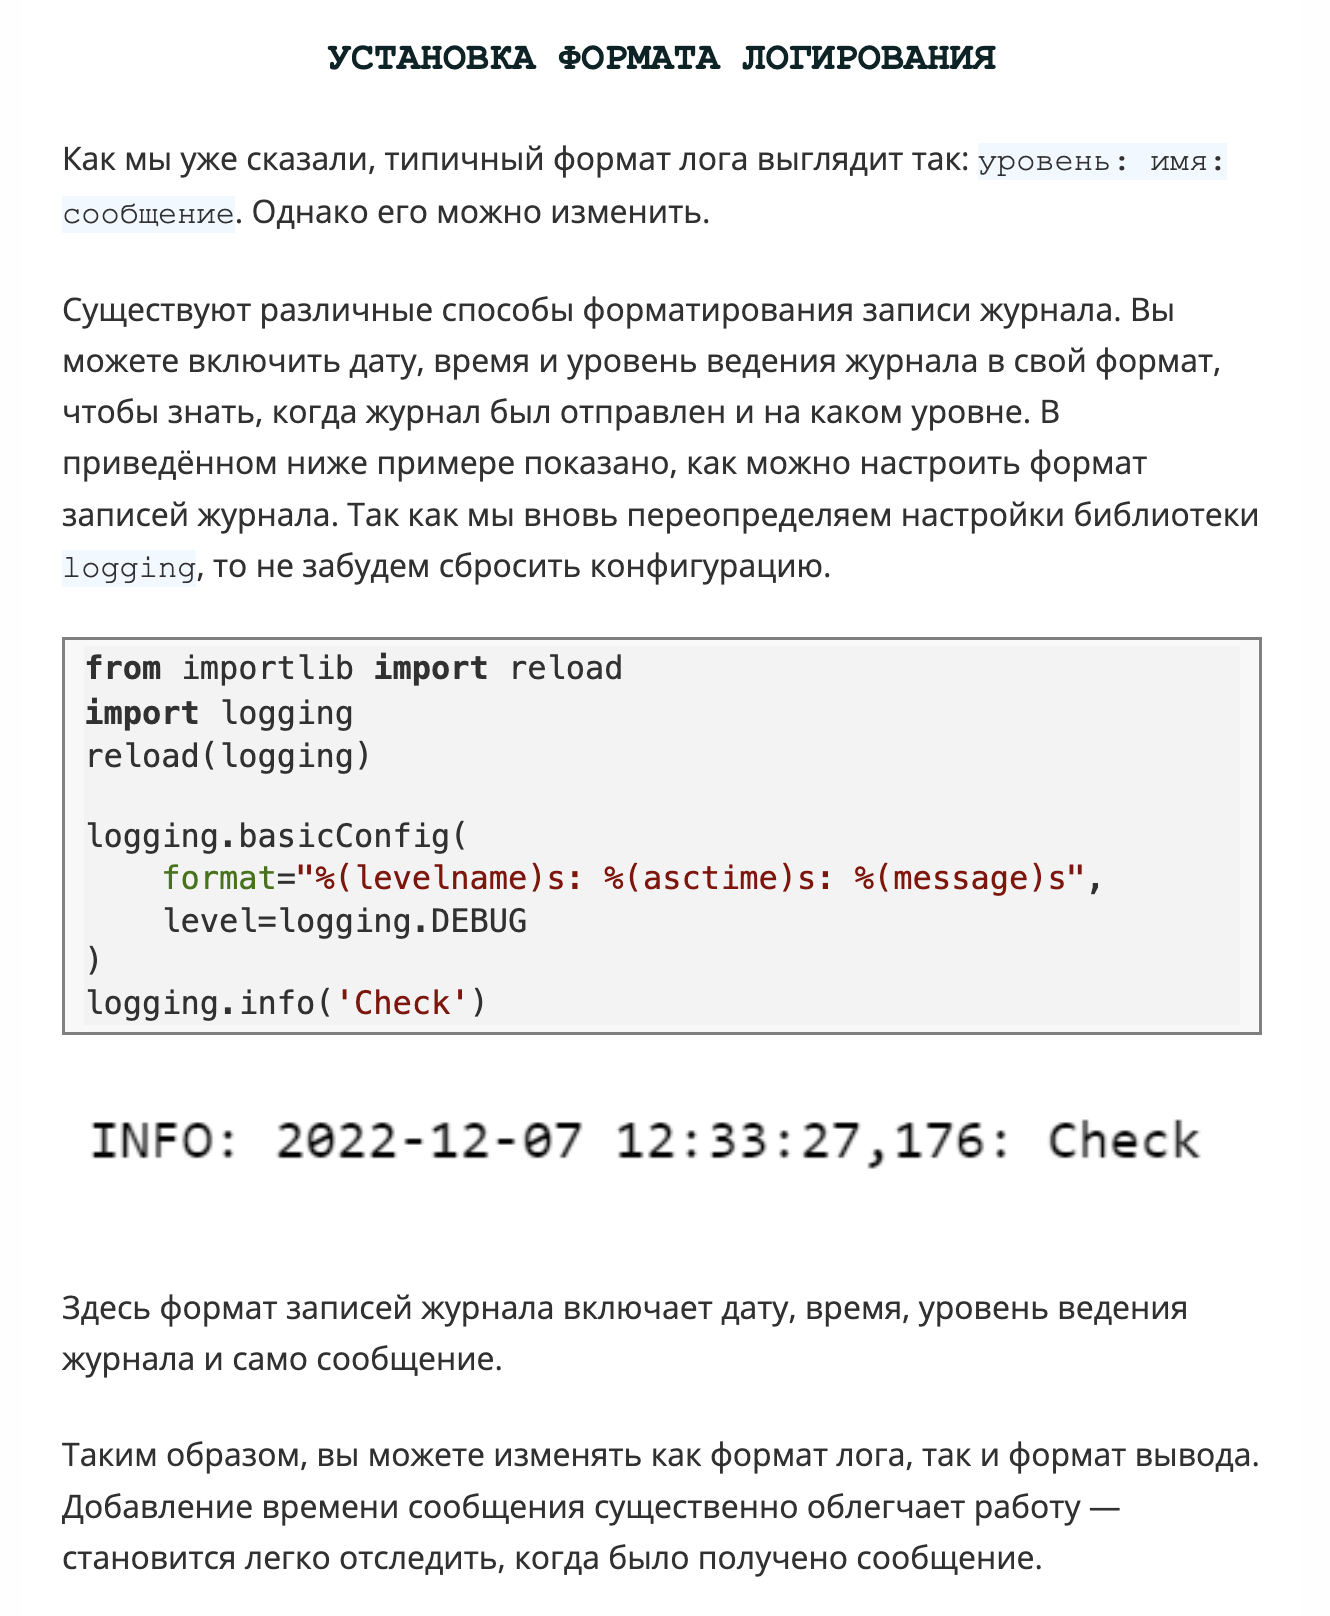 УСТАНОВКА ФОРМАТА ЛОГИРОВАНИЯ
Как мы уже сказали, типичный формат лога выглядит так: уровень: имя:
сообщение. Однако его можно изменить.
Существуют различные способы форматирования записи журнала. Вы
можете включить дату, время и уровень ведения журнала в свой формат,
чтобы знать, когда журнал был отправлен и на каком уровне. В
приведённом ниже примере показано, как можно настроить формат
записей журнала. Так как мы вновь переопределяем настройки библиотеки
logging, то не забудем сбросить конфигурацию.
from importlib import reload
import logging
reload(logging)
logging.basicConfig(
    format="%(levelname)s: %(asctime)s: %(message)s",
    level=logging.DEBUG
)
logging.info('Check')
INFO: 2022-12-07 12:33:27,176: Check
Здесь формат записей журнала включает дату, время, уровень ведения
журнала и само сообщение.
Таким образом, вы можете изменять как формат лога, так и формат вывода.
Добавление времени сообщения существенно облегчает работу —
становится легко отследить, когда было получено сообщение.